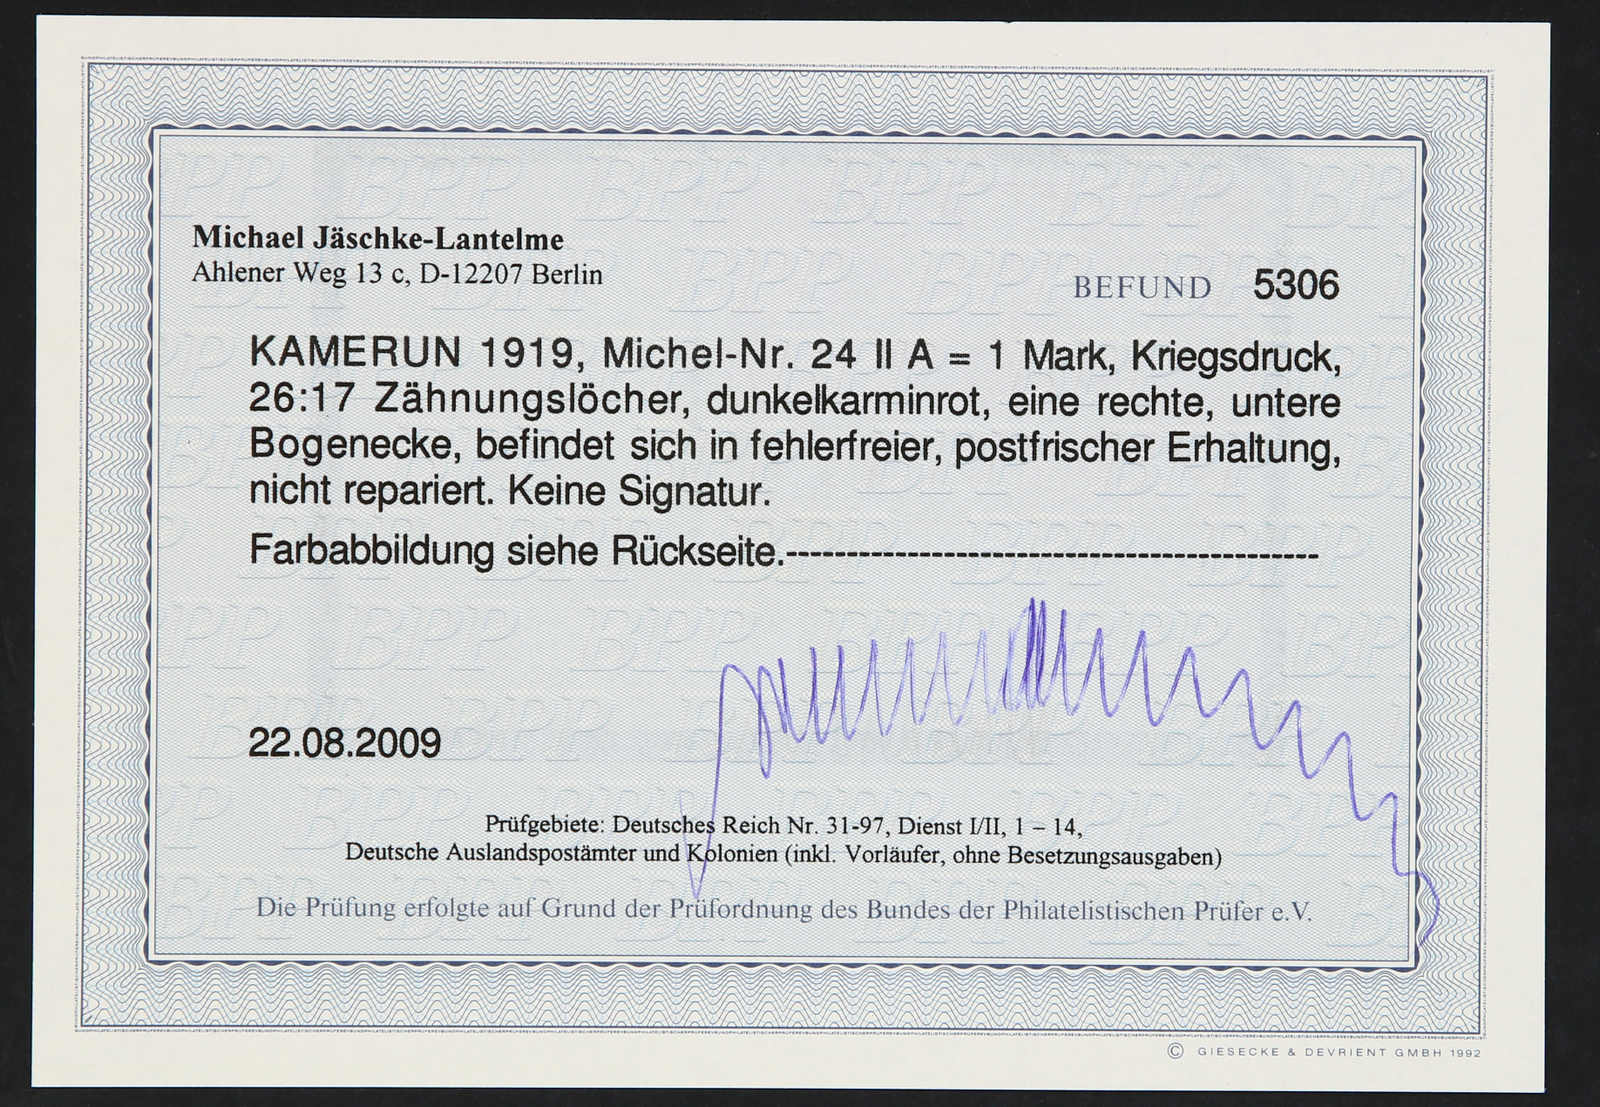 Michael Jäschke-Lantelme
Ahlener Weg 13 c, D-12207 Berlin
BEFUND 5306
KAMERUN 1919, Michel-Nr. 24 II A = 1 Mark, Kriegsdruck,
26:17 Zähnungslöcher, dunkelkarminrot, eine rechte, untere
Bogenecke, befindet sich in fehlerfreier, postfrischer Erhaltung,
nicht repariert. Keine Signatur.
Farbabbildung siehe Rückseite.--------------------------------------------
22.08.2009
Prüfgebiete: Deutsches Reich Nr. 31-97, Dienst I/II, 1 – 14,
Deutsche Auslandspostämter und Kolonien (inkl. Vorläufer, ohne Besetzungsausgaben)
Die Prüfung erfolgte auf Grund der Prüfordnung des Bundes der Philatelistischen Prüfer e.V.
© GIESECKE & DEVRIENT GMBH 1992